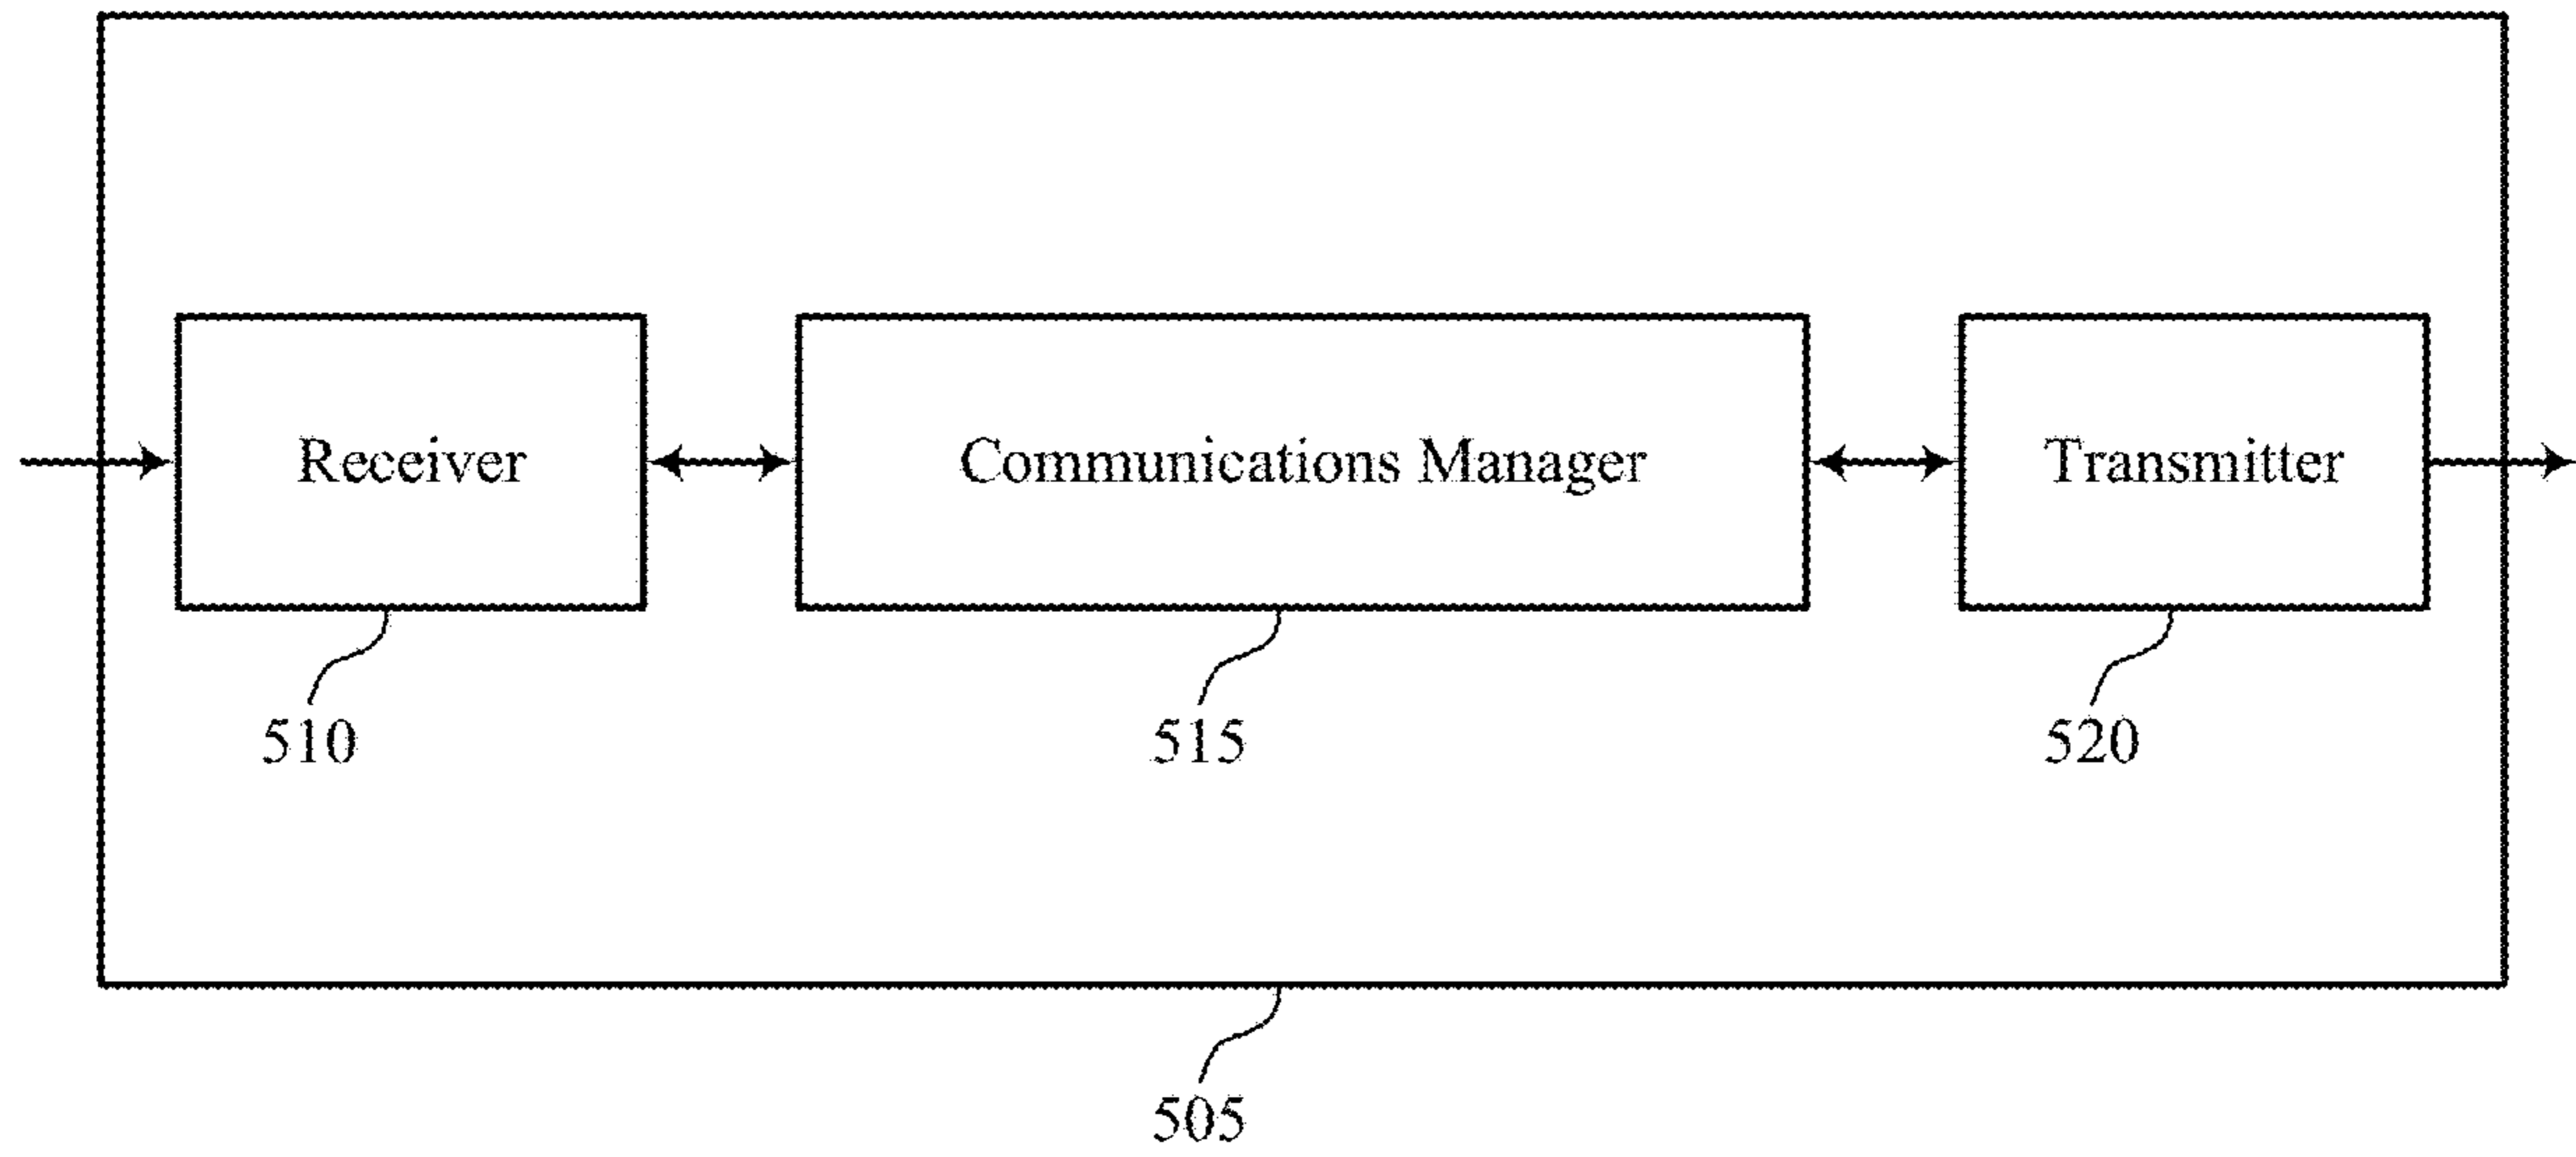 Receiver
Communications Manager
Transmitter
510
515
520
505